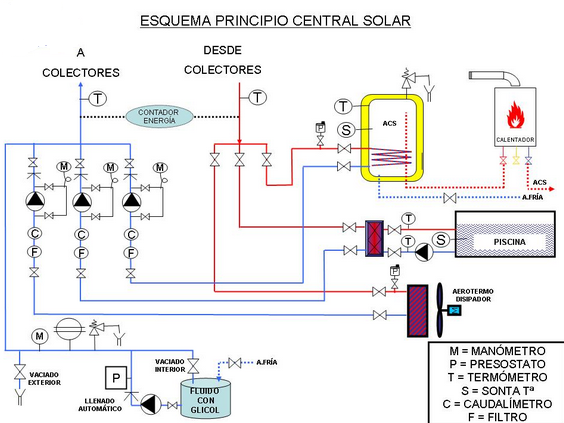 ESQUEMA PRINCIPIO CENTRAL SOLAR
A
COLECTORES
DESDE
COLECTORES
T
T
CONTADOR
ENERGÍA
P
T
S
ACS
CALENTADOR
ACS
A.FRÍA
M
M
M
C
C
C
F
F
F
T
T
S
PISCINA
P
AEROTERMO
DISIPADOR
S
M
VACIADO
EXTERIOR
P
LLENADO
AUTOMÁTICO
VACIADO
INTERIOR
A.FRÍA
FLUIDO
CON
GLICOL
M = MANÓMETRO
P = PRESOSTATO
T = TERMÓMETRO
S = SONTA Tª
C = CAUDALÍMETRO
F = FILTRO